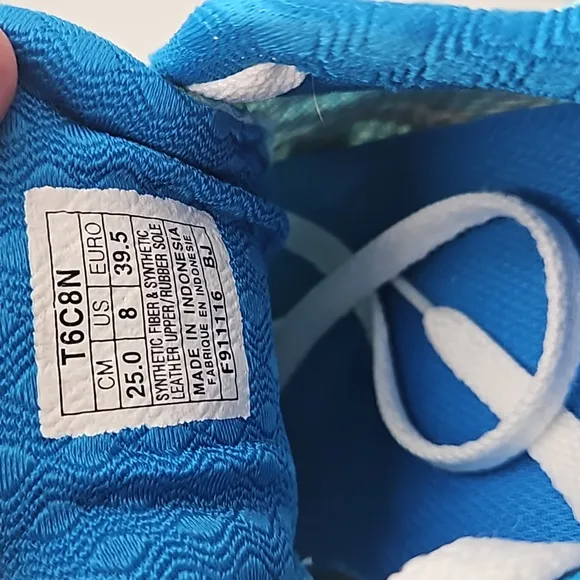 T6C8N
CM US EURO
25.0 8 39.5
SYNTHETIC FIBER & SYNTHETIC
LEATHER UPPER/RUBBER SOLE
MADE IN INDONESIA
FABRIQUE EN INDONESIE
F911116 BJ